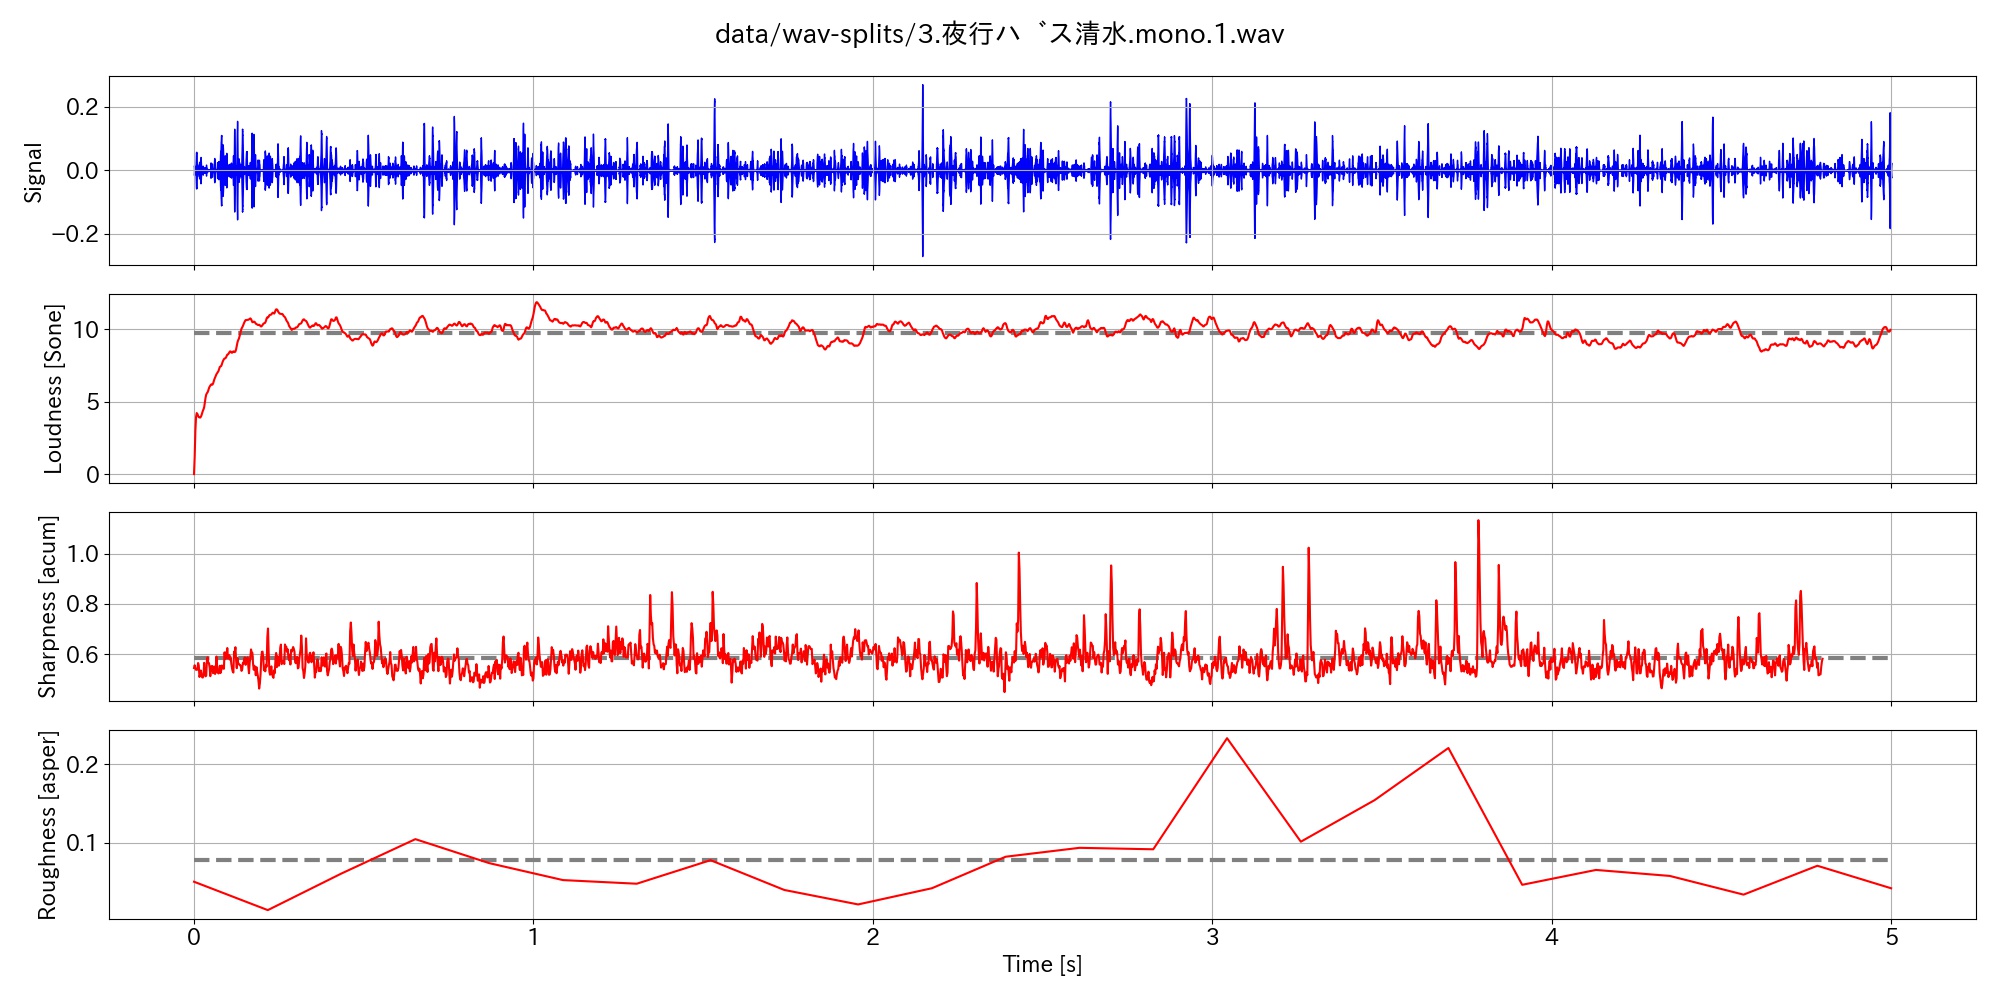 data/wav-splits/3.夜行バス清水.mono.1.wav
Signal
0.2
0.0
−0.2
Loudness [Sone]
10
5
0
Sharpness [acum]
1.0
0.8
0.6
Roughness [asper]
0.2
0.1
0 1 2 3 4 5
Time [s]